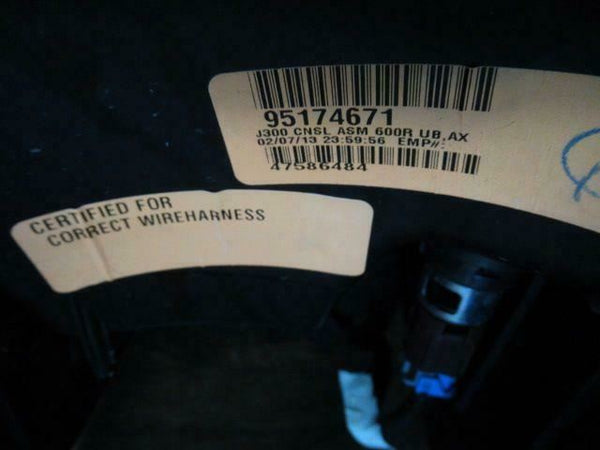 95174671
J300 CNSL ASM 600R UB,AX
02/07/13 23:59:56 EMP#:
47586484
CERTIFIED FOR
CORRECT WIREHARNESS